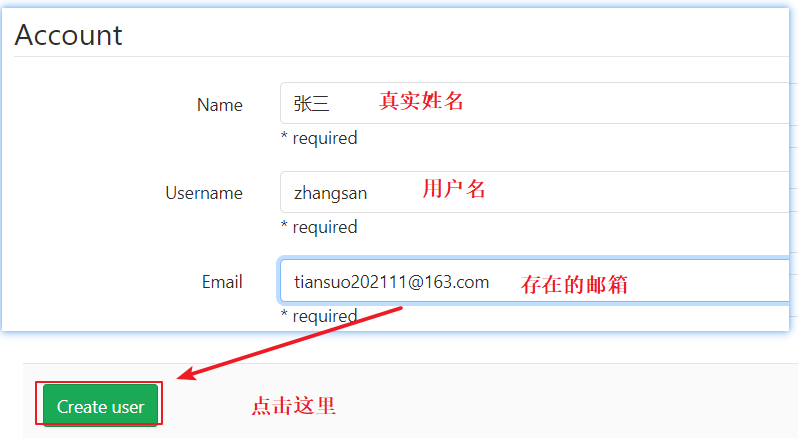 Account
Name 张三 真实姓名
* required
Username zhangsan 用户名
* required
Email tiansuo202111@163.com 存在的邮箱
* required
Create user 点击这里